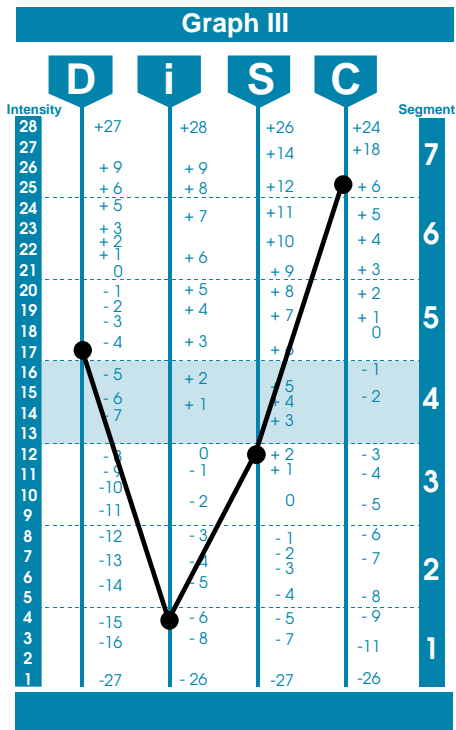 Graph III
D i S C
Intensity Segment
28 +27 +28 +26 +24
27 +14 +18 7
26 + 9 + 9
25 + 6 + 8 +12 + 6
24 + 5 + 7 +11 + 5
23 + 3 6
+ 2 +10 + 4
22 + 1 + 6
21 0 + 9 + 3
20 - 1 + 5 + 8 + 2
19 - 2 + 4 + 7 + 1 5
18 - 3 0
17 - 4 + 3 + 6
16 - 5 + 2 - 1
15 - 6 + 1 + 5 - 2 4
14 - 7 + 4
13 + 3
12 - 8 0 + 2 - 3
11 - 9 - 1 + 1 - 4 3
10 -10 - 2 0 - 5
9 -11
8 -12 - 3 - 1 - 6
7 -13 - 4 - 2 - 7 2
6 -14 - 5 - 3
5 - 4 - 8
4 -15 - 6 - 5 - 9
3 -16 - 8 - 7 -11 1
2
1 -27 - 26 -27 -26